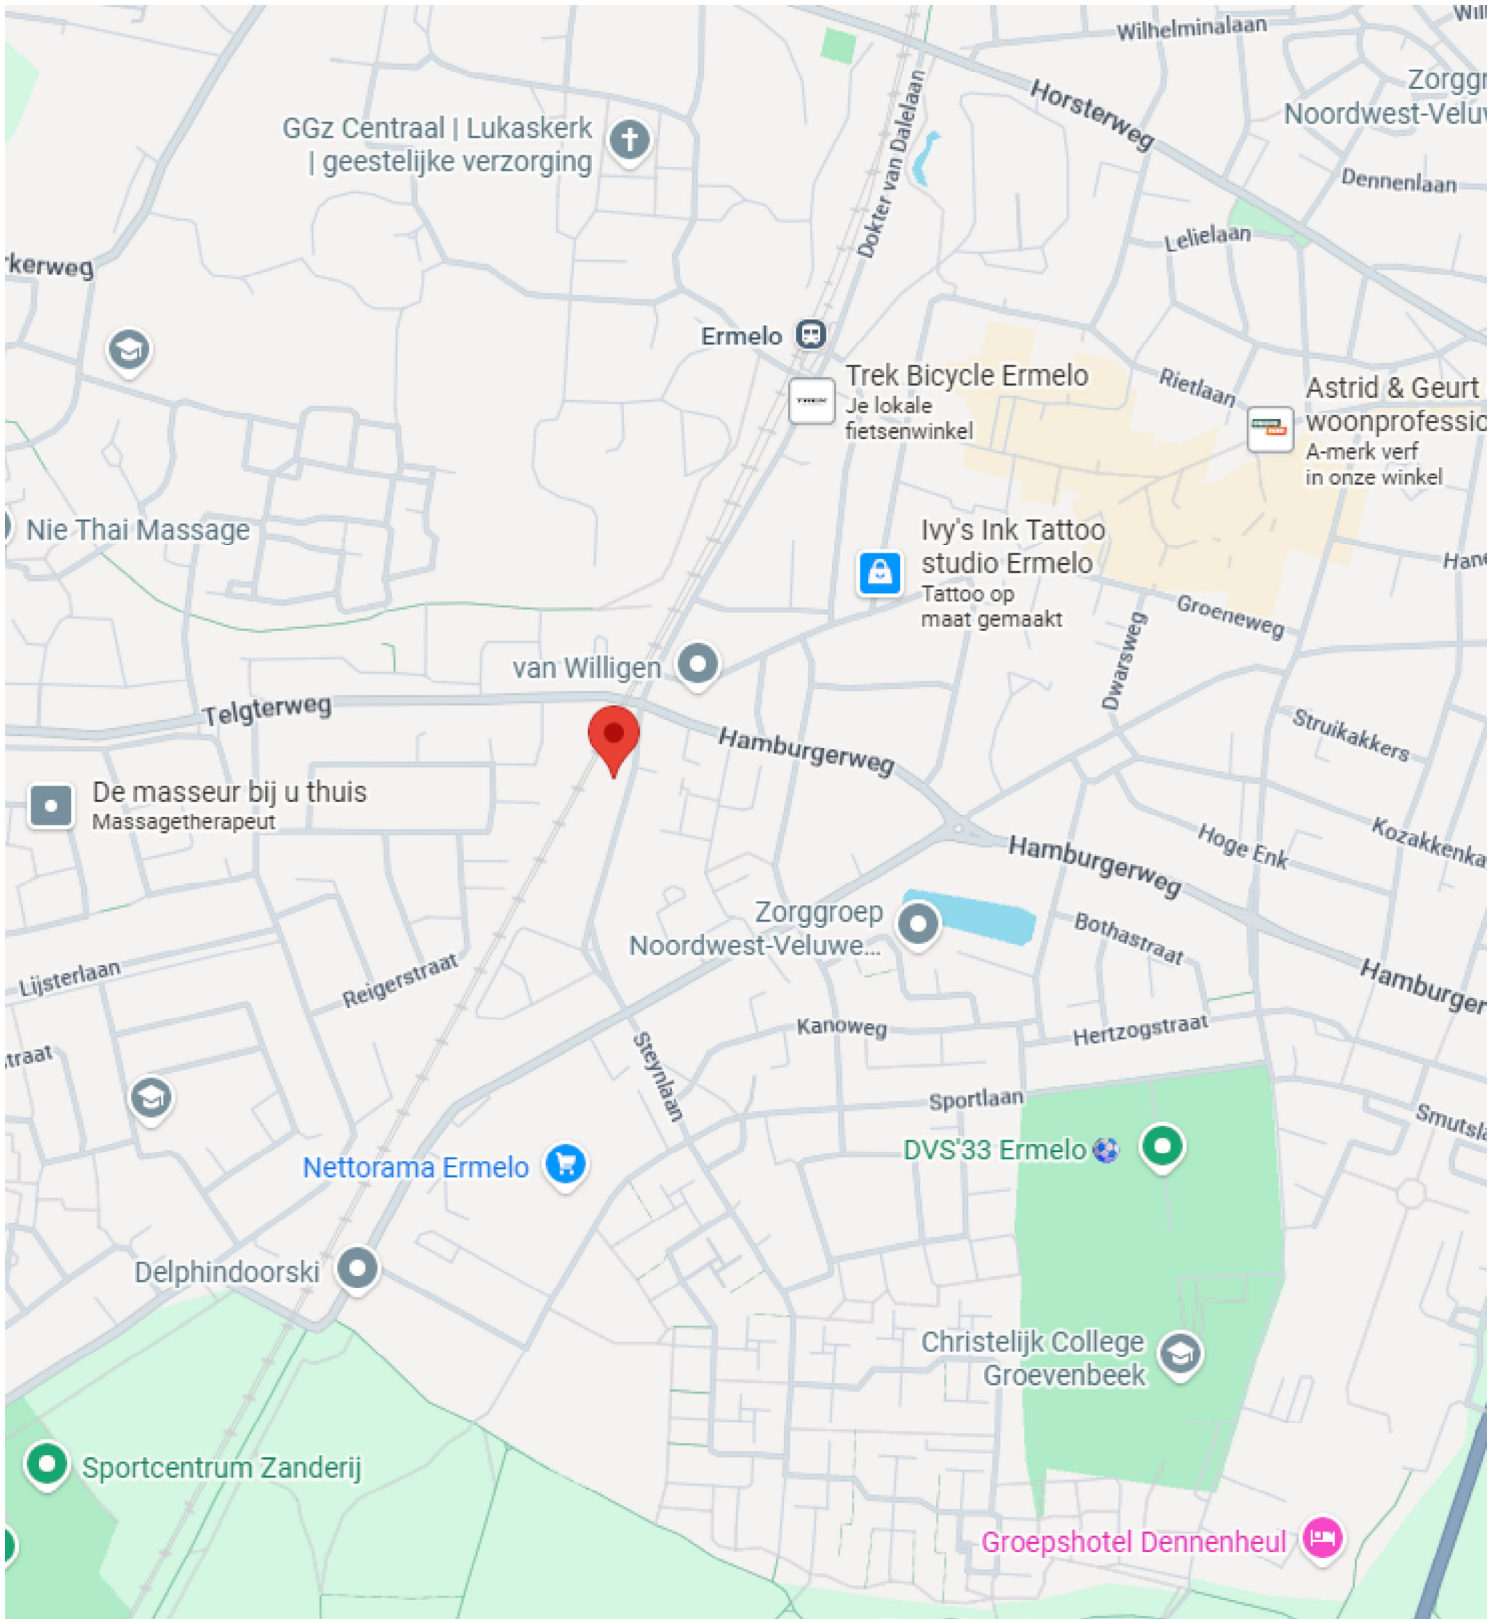 Wilhelminalaan
Zorggr
Noordwest-Veluw
Horsterweg
GGz Centraal | Lukaskerk
| geestelijke verzorging
Dokter van Dalelaan
Dennenlaan
Lelielaan
rkerweg
Ermelo
Trek Bicycle Ermelo
Je lokale
fietsenwinkel
TREK
Rietlaan
Astrid & Geurt
woonprofessio
A-merk verf
in onze winkel
Nie Thai Massage
Ivy's Ink Tattoo
studio Ermelo
Tattoo op
maat gemaakt
Hane
Groeneweg
Dwarsweg
van Willigen
Telgterweg
Hamburgerweg
Struikakkers
De masseur bij u thuis
Massagetherapeut
Hoge Enk
Kozakkenka
Hamburgerweg
Zorggroep
Noordwest-Veluwe...
Bothastraat
Lijsterlaan
Reigerstraat
Hamburger
Kanoweg
Hertzogstraat
traat
Steynlaan
Sportlaan
Smutsla
DVS'33 Ermelo
Nettorama Ermelo
Delphindoorski
Christelijk College
Groevenbeek
Sportcentrum Zanderij
Groepshotel Dennenheul